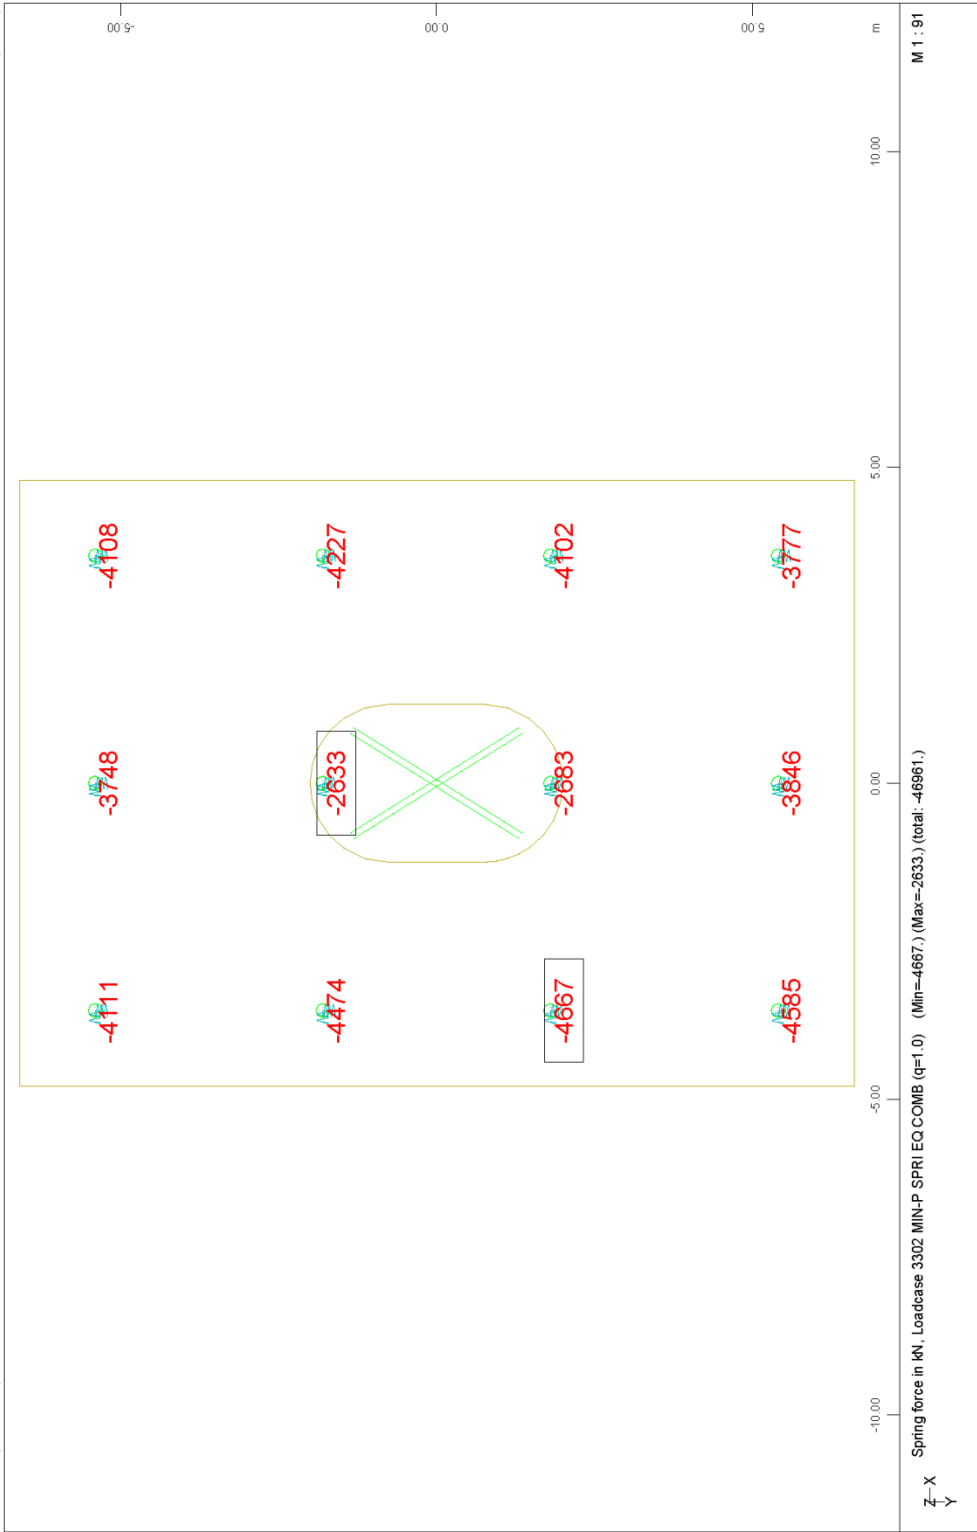 -5.00
-4111 -3748 -4108
-4474 -2633 -4227
0.00
-4667 -2683 -4102
5.00
-4585 -3846 -3777
-10.00 -5.00 0.00 5.00 10.00 m
Spring force in kN, Loadcase 3302 MIN-P SPRI EQ COMB (q=1.0) (Min=-4667.) (Max=-2633.) (total: -46961.) M 1 : 91
Z X
Y